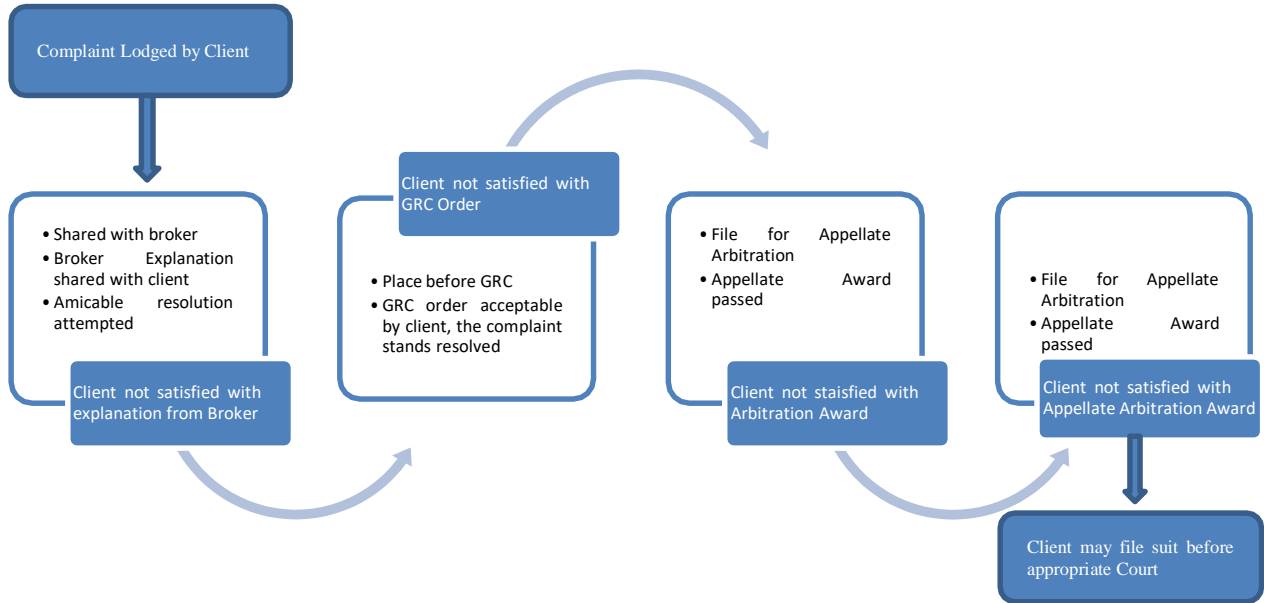 Complaint Lodged by Client
• Shared with broker
• Broker Explanation
shared with client
• Amicable resolution
attempted
Client not satisfied with
explanation from Broker
Client not satisfied with
GRC Order
• Place before GRC
• GRC order acceptable
by client, the complaint
stands resolved
• File for Appellate
Arbitration
• Appellate Award
passed
Client not staisfied with
Arbitration Award
• File for Appellate
Arbitration
• Appellate Award
passed
Client not satisfied with
Appellate Arbitration Award
Client may file suit before
appropriate Court